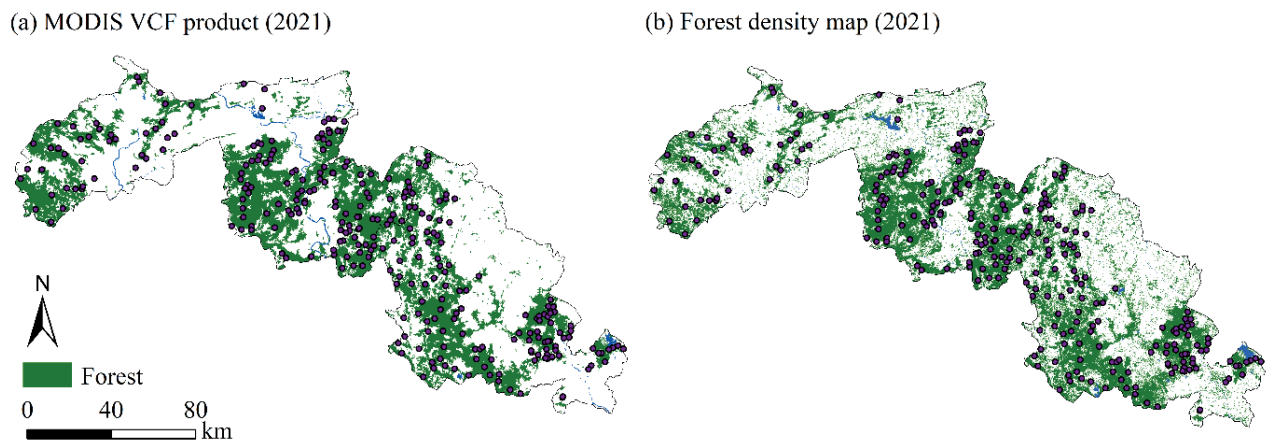 (a) MODIS VCF product (2021)
(b) Forest density map (2021)
N
Forest
0 40 80
km